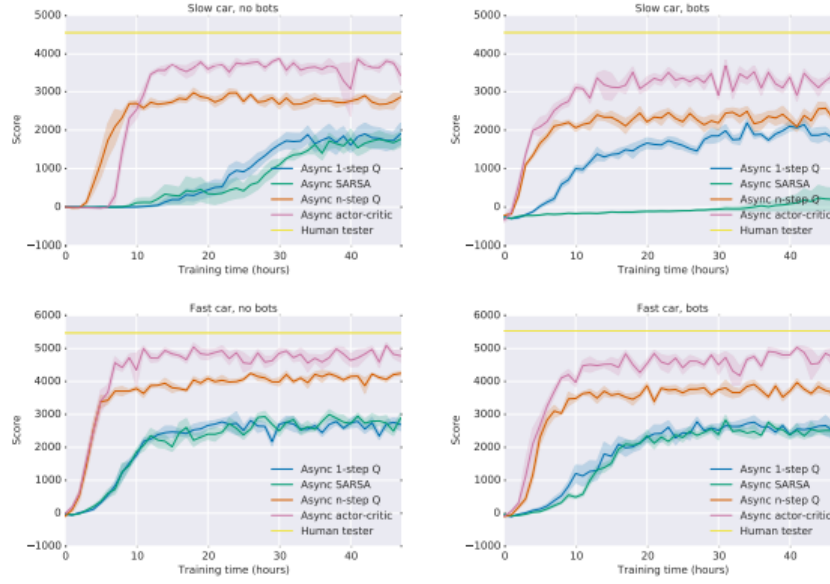 Slow car, no bots
5000
4000
3000
2000
1000
0
−1000
Score
0
10
20
30
40
Training time (hours)
Async 1-step Q
Async SARSA
Async n-step Q
Async actor-critic
Human tester
Slow car, bots
5000
4000
3000
2000
1000
0
−1000
Score
0
10
20
30
40
Training time (hours)
Async 1-step Q
Async SARSA
Async n-step Q
Async actor-critic
Human tester
Fast car, no bots
6000
5000
4000
3000
2000
1000
0
−1000
Score
0
10
20
30
40
Training time (hours)
Async 1-step Q
Async SARSA
Async n-step Q
Async actor-critic
Human tester
Fast car, bots
6000
5000
4000
3000
2000
1000
0
−1000
Score
0
10
20
30
40
Training time (hours)
Async 1-step Q
Async SARSA
Async n-step Q
Async actor-critic
Human tester